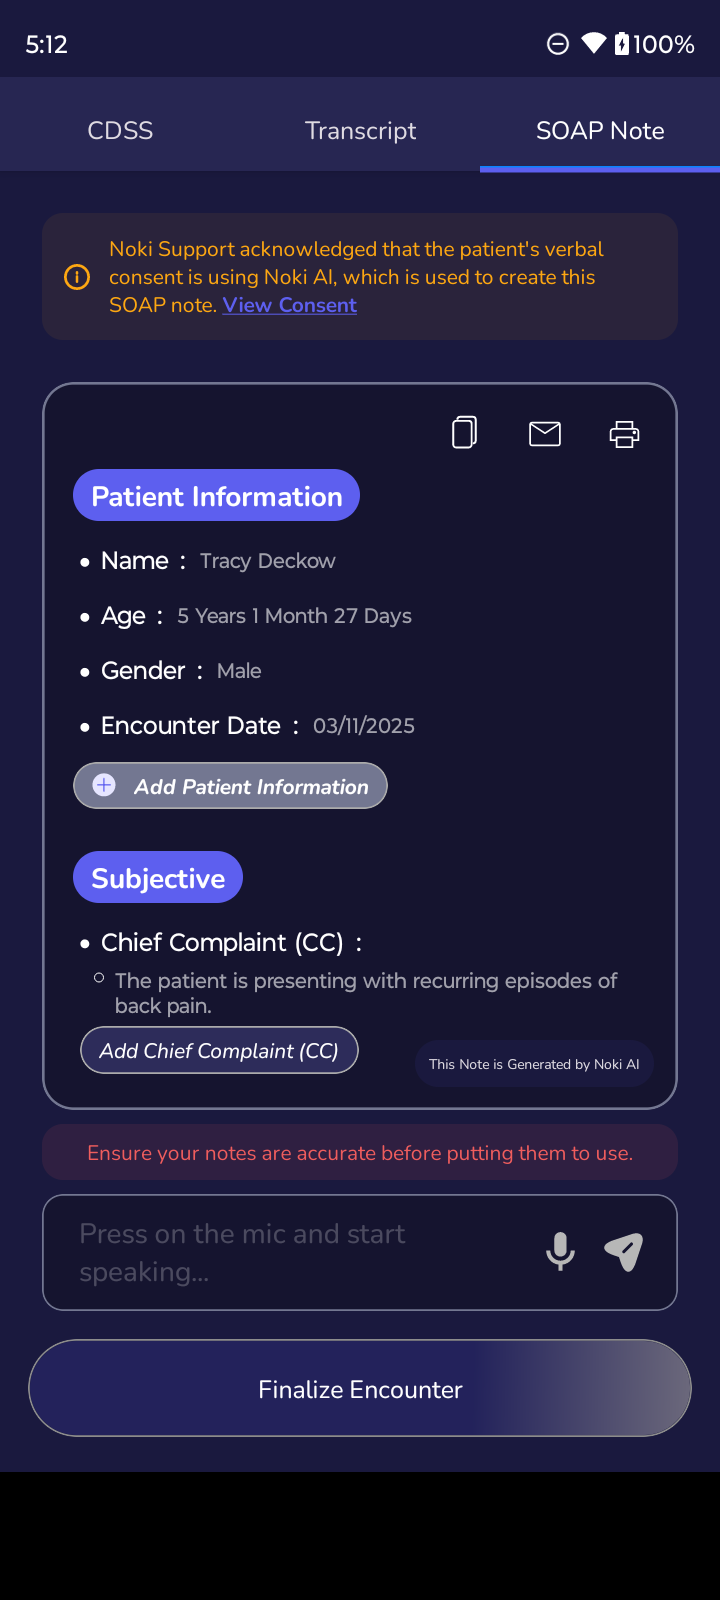 5:12
100%
CDSS
Transcript
SOAP Note
Noki Support acknowledged that the patient's verbal
consent is using Noki AI, which is used to create this
SOAP note. View Consent
Patient Information
• Name : Tracy Deckow
• Age : 5 Years 1 Month 27 Days
• Gender : Male
• Encounter Date : 03/11/2025
Add Patient Information
Subjective
• Chief Complaint (CC) :
The patient is presenting with recurring episodes of
back pain.
Add Chief Complaint (CC)
This Note is Generated by Noki AI
Ensure your notes are accurate before putting them to use.
Press on the mic and start
speaking...
Finalize Encounter